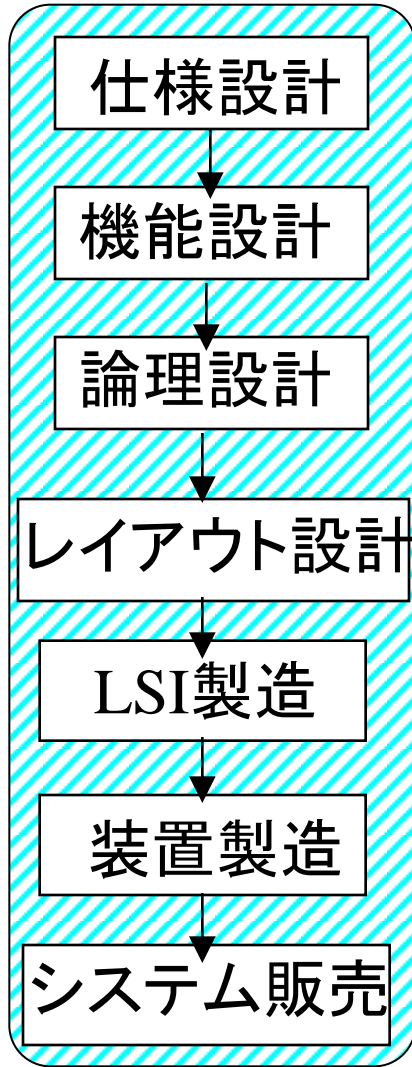 仕様設計
機能設計
論理設計
レイアウト設計
LSI製造
装置製造
システム販売